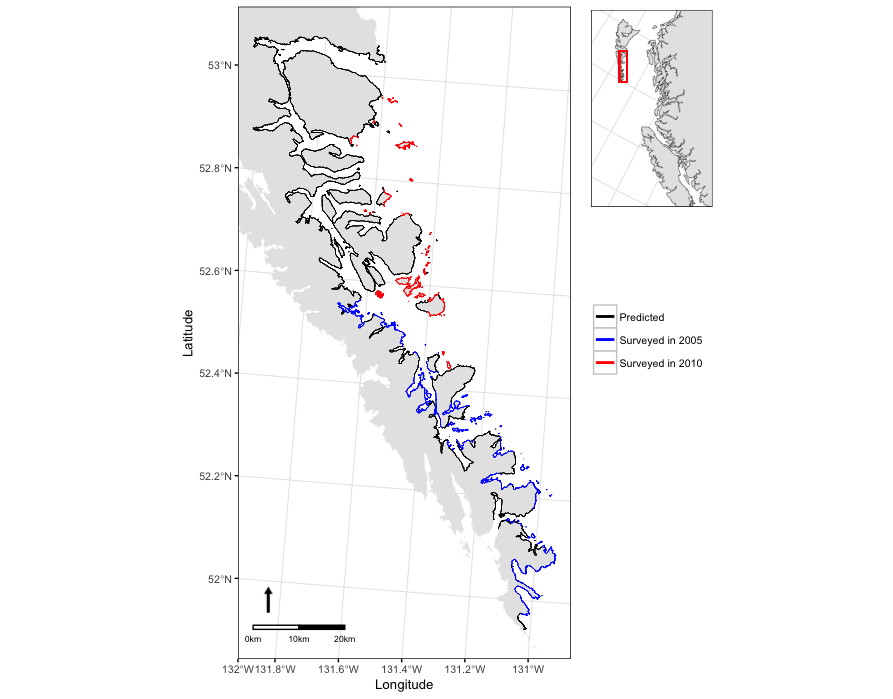 53°N
52.8°N
52.6°N
52.4°N
52.2°N
52°N
Latitude
0km 10km 20km
132°W 131.8°W 131.6°W 131.4°W 131.2°W 131°W
Longitude
Predicted
Surveyed in 2005
Surveyed in 2010